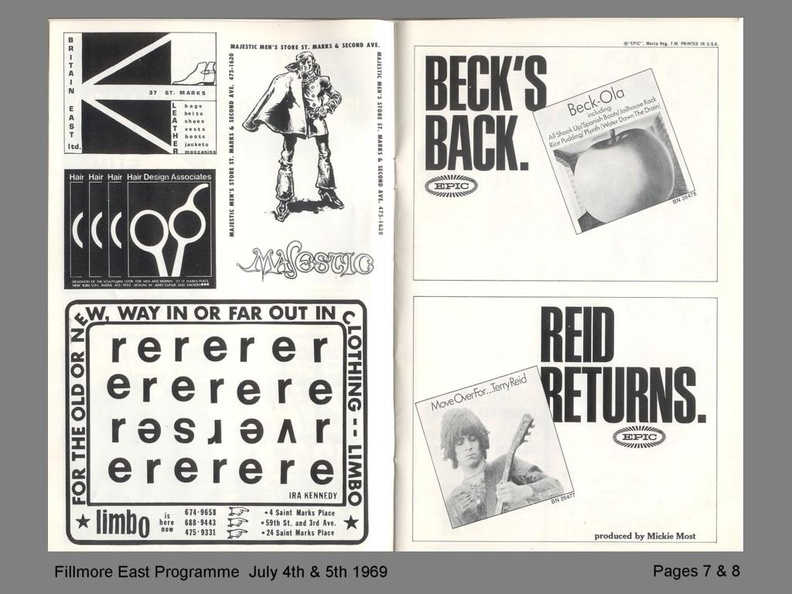 BRITAIN EAST ltd.
37 ST. MARKS
LEATHER
bags
belts
shoes
vests
boots
jackets
moccasins
MAJESTIC MEN'S STORE ST. MARKS & SECOND AVE.
MAJESTIC MEN'S STORE ST. MARKS & SECOND AVE. 475-1620
MAJESTIC MEN'S STORE ST. MARKS & SECOND AVE. 475-1620
MAJESTIC
Hair Hair Hair Hair Design Associates
FOR THE OLD OR NEW, WAY IN OR FAR OUT IN CLOTHING -- LIMBO
rererer
ererere
rəsɹəʌr
ererere
IRA KENNEDY
limbo
is here now
674-9658
688-9443
475-9331
• 4 Saint Marks Place
• 59th St. and 3rd Ave.
• 24 Saint Marks Place
®"EPIC", Marca Reg. T.M. PRINTED IN U.S.A.
BECK'S
BACK.
EPIC
Beck-Ola
including:
All Shook Up/Spanish Boots/Jailhouse Rock
Rice Pudding/Plynth (Water Down The Drain)
BN 26478
REID
RETURNS.
EPIC
Move Over For...Terry Reid
BN 26477
produced by Mickie Most
Fillmore East Programme July 4th & 5th 1969
Pages 7 & 8